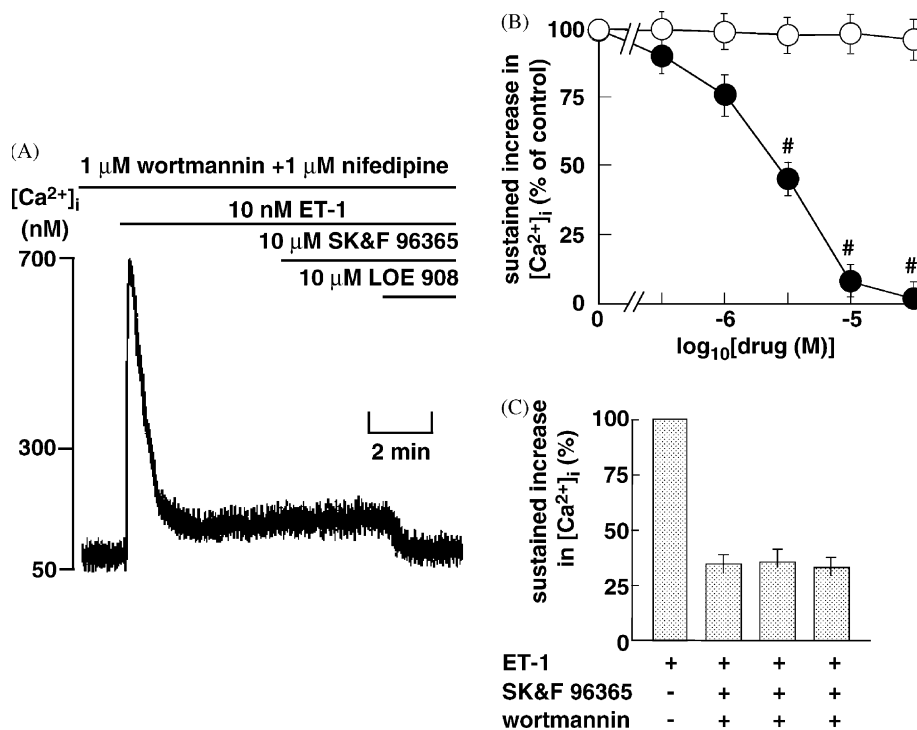 (A)
1 µM wortmannin +1 µM nifedipine
[Ca2+]i
(nM)
10 nM ET-1
10 µM SK&F 96365
10 µM LOE 908
700
300
50
2 min
(B)
sustained increase in
[Ca2+]i (% of control)
100
75
50
25
0
# # #
0 -6 -5
log10[drug (M)]
(C)
sustained increase
in [Ca2+]i (%)
100
75
50
25
0
ET-1 + + + +
SK&F 96365 - + + +
wortmannin - + + +